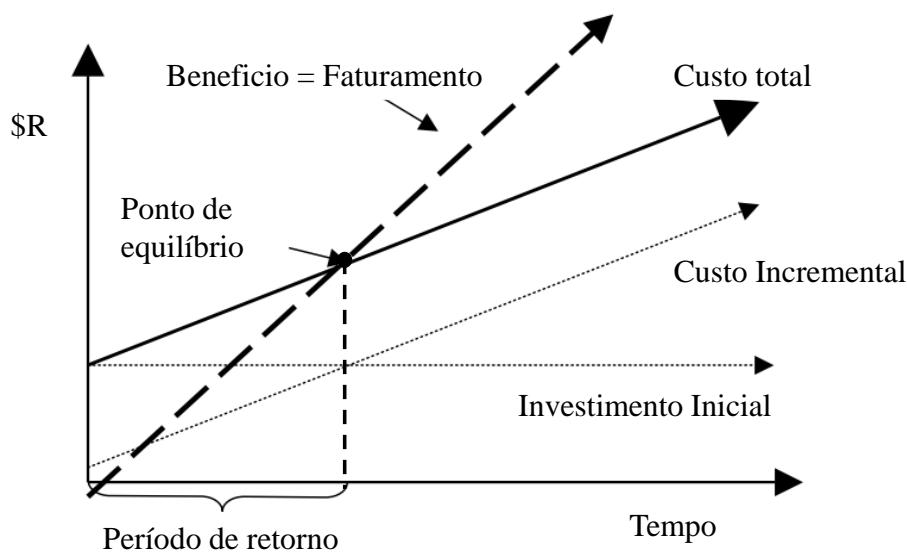 Beneficio = Faturamento
Custo total
$R
Ponto de
equilíbrio
Custo Incremental
Investimento Inicial
Período de retorno
Tempo